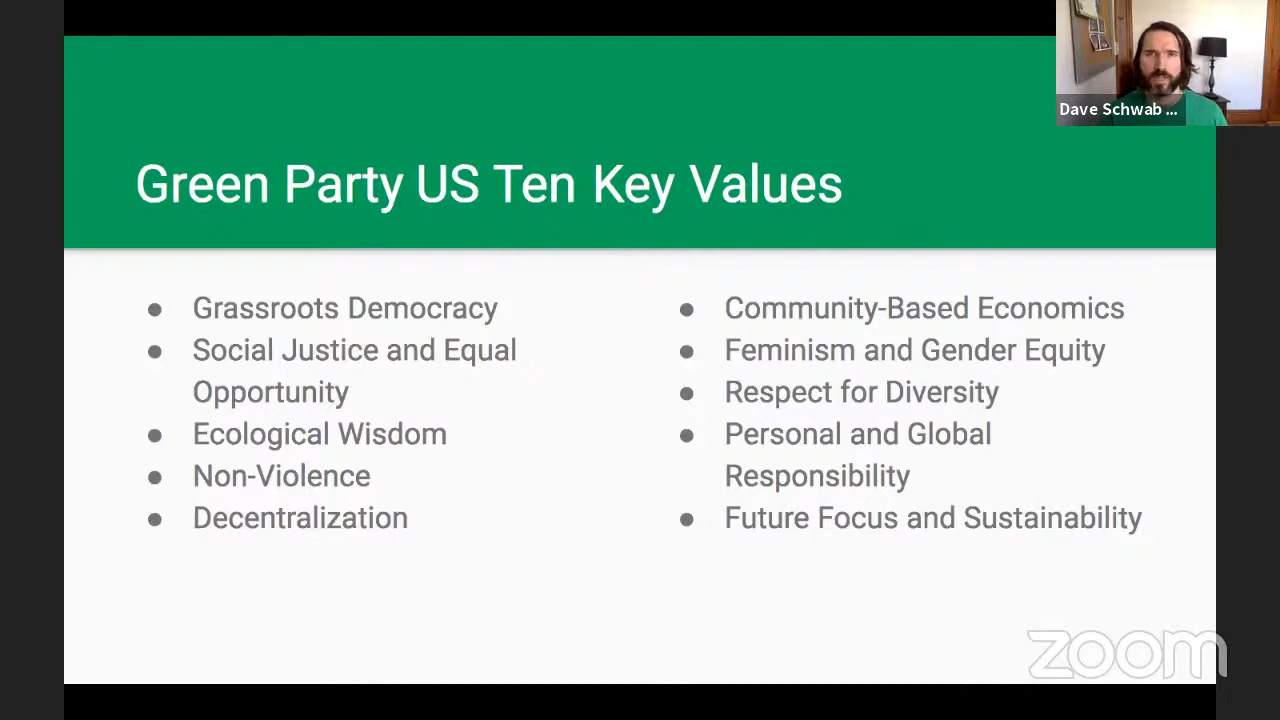 Dave Schwab ...
Green Party US Ten Key Values
Grassroots Democracy
Social Justice and Equal
Opportunity
Ecological Wisdom
Non-Violence
Decentralization
Community-Based Economics
Feminism and Gender Equity
Respect for Diversity
Personal and Global
Responsibility
Future Focus and Sustainability
zoom